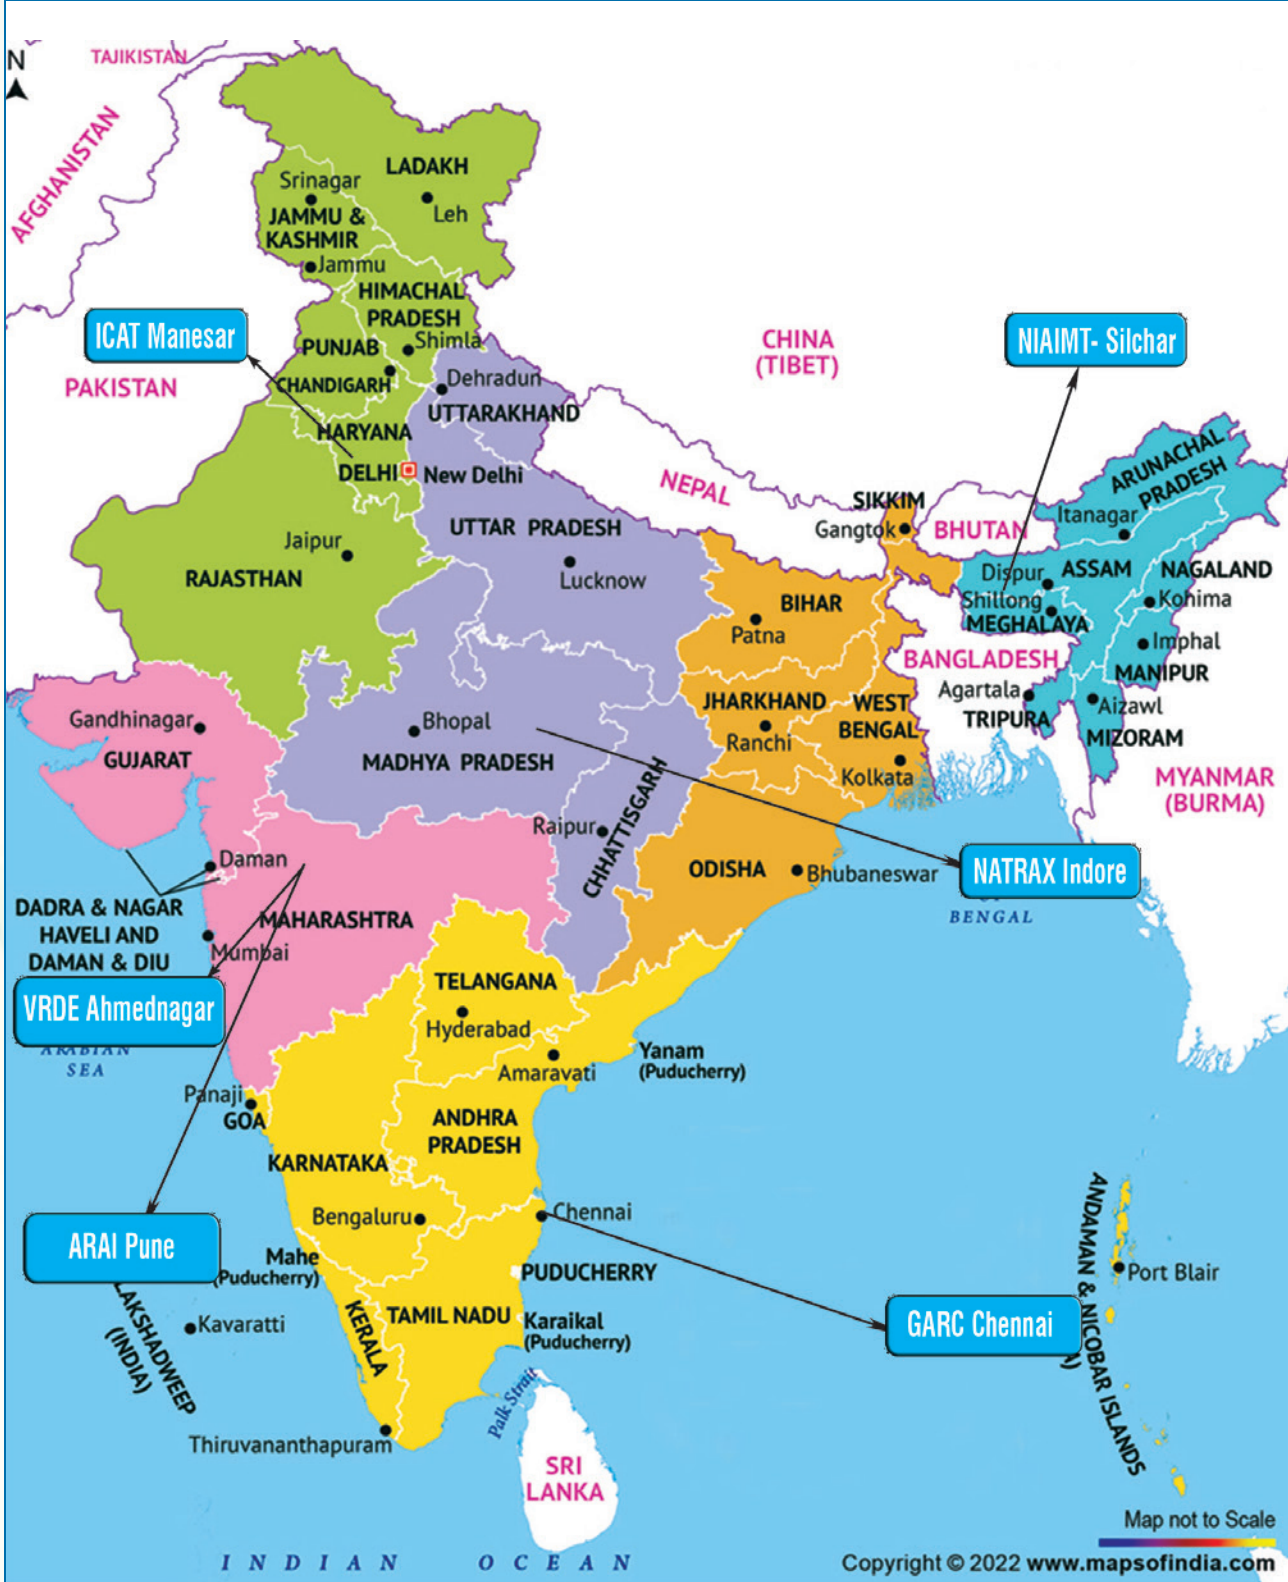 N
TAJIKISTAN
AFGHANISTAN
LADAKH
Srinagar
Leh
JAMMU &
KASHMIR
Jammu
HIMACHAL
PRADESH
ICAT Manesar
NIAIMT- Silchar
Shimla
PUNJAB
CHINA
(TIBET)
PAKISTAN
CHANDIGARH
Dehradun
UTTARAKHAND
HARYANA
DELHI
New Delhi
NEPAL
ARUNACHAL
PRADESH
SIKKIM
Gangtok
BHUTAN
Itanagar
UTTAR PRADESH
Jaipur
RAJASTHAN
Lucknow
Dispur
ASSAM
NAGALAND
Shillong
Kohima
MEGHALAYA
BIHAR
Patna
Imphal
BANGLADESH
MANIPUR
Agartala
TRIPURA
Aizawl
MIZORAM
JHARKHAND
Ranchi
WEST
BENGAL
Kolkata
Gandhinagar
GUJARAT
Bhopal
MADHYA PRADESH
MYANMAR
(BURMA)
CHHATTISGARH
Raipur
Daman
ODISHA
Bhubaneswar
NATRAX Indore
BENGAL
DADRA & NAGAR
HAVELI AND
DAMAN & DIU
MAHARASHTRA
Mumbai
VRDE Ahmednagar
ARABIAN
SEA
TELANGANA
Hyderabad
Yanam
(Puducherry)
Amaravati
Panaji
GOA
ANDHRA
PRADESH
KARNATAKA
Bengaluru
Chennai
ARAI Pune
Mahe
(Puducherry)
PUDUCHERRY
ANDAMAN & NICOBAR ISLANDS
Port Blair
LAKSHADWEEP
(INDIA)
Kavaratti
KERALA
TAMIL NADU
Karaikal
(Puducherry)
GARC Chennai
Palk Strait
Thiruvananthapuram
SRI
LANKA
Map not to Scale
INDIAN OCEAN
Copyright © 2022 www.mapsofindia.com